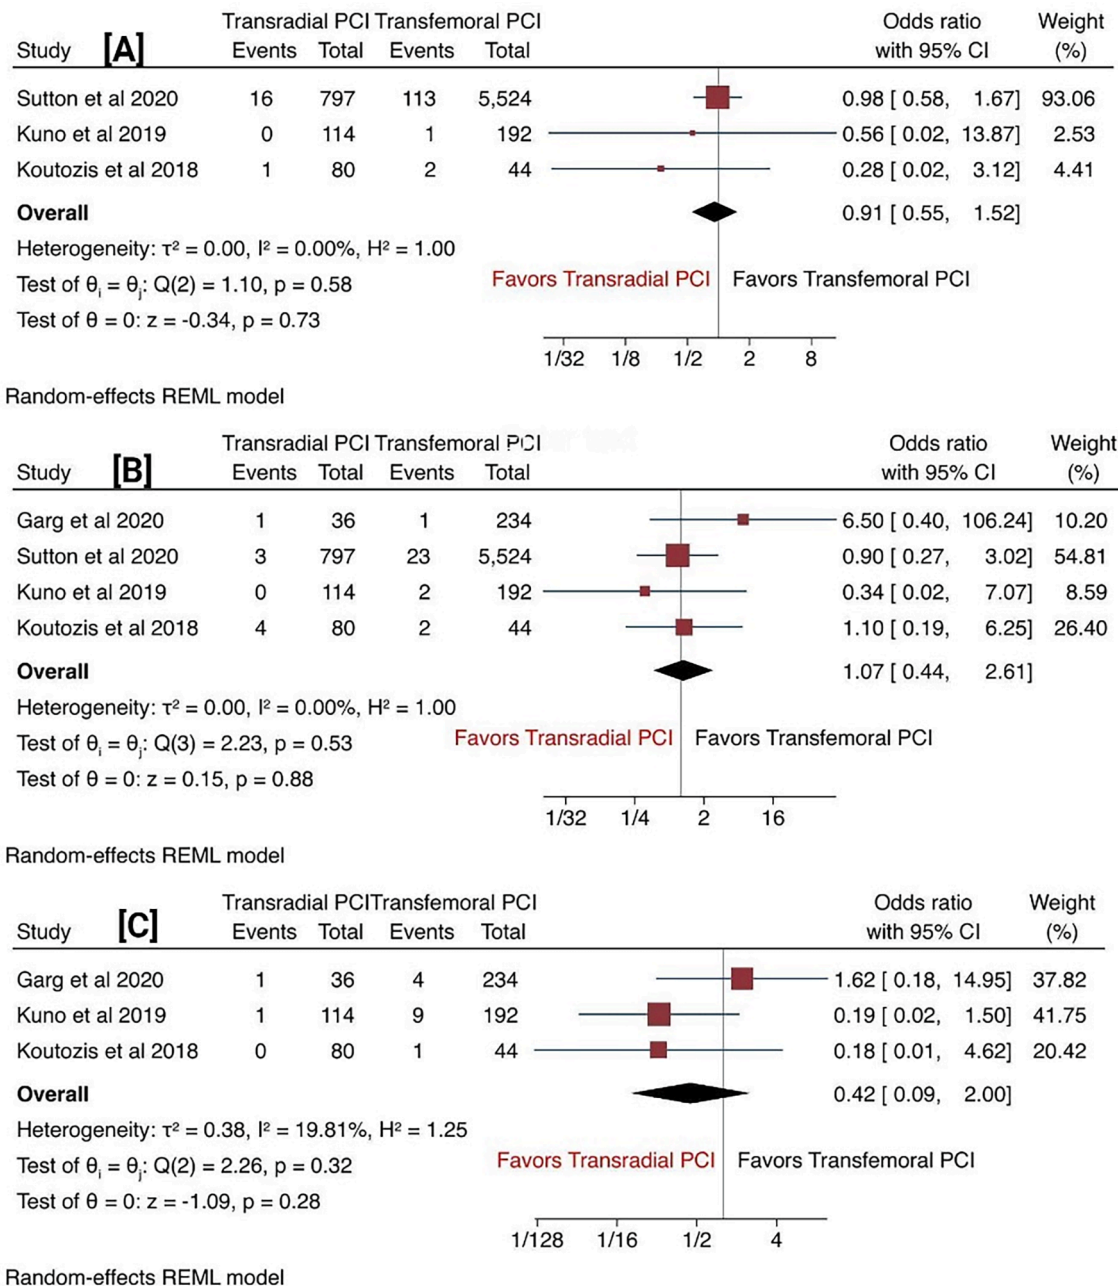 Transradial PCI Transfemoral PCI Odds ratio Weight
Study [A] Events Total Events Total with 95% CI (%)
Sutton et al 2020 16 797 113 5,524 0.98 [ 0.58, 1.67] 93.06
Kuno et al 2019 0 114 1 192 0.56 [ 0.02, 13.87] 2.53
Koutozis et al 2018 1 80 2 44 0.28 [ 0.02, 3.12] 4.41
Overall 0.91 [ 0.55, 1.52]
Heterogeneity: τ² = 0.00, I² = 0.00%, H² = 1.00
Test of θᵢ = θⱼ: Q(2) = 1.10, p = 0.58
Favors Transradial PCI Favors Transfemoral PCI
Test of θ = 0: z = -0.34, p = 0.73
1/32 1/8 1/2 2 8
Random-effects REML model
Transradial PCI Transfemoral PCI Odds ratio Weight
Study [B] Events Total Events Total with 95% CI (%)
Garg et al 2020 1 36 1 234 6.50 [ 0.40, 106.24] 10.20
Sutton et al 2020 3 797 23 5,524 0.90 [ 0.27, 3.02] 54.81
Kuno et al 2019 0 114 2 192 0.34 [ 0.02, 7.07] 8.59
Koutozis et al 2018 4 80 2 44 1.10 [ 0.19, 6.25] 26.40
Overall 1.07 [ 0.44, 2.61]
Heterogeneity: τ² = 0.00, I² = 0.00%, H² = 1.00
Test of θᵢ = θⱼ: Q(3) = 2.23, p = 0.53
Favors Transradial PCI Favors Transfemoral PCI
Test of θ = 0: z = 0.15, p = 0.88
1/32 1/4 2 16
Random-effects REML model
Transradial PCI Transfemoral PCI Odds ratio Weight
Study [C] Events Total Events Total with 95% CI (%)
Garg et al 2020 1 36 4 234 1.62 [ 0.18, 14.95] 37.82
Kuno et al 2019 1 114 9 192 0.19 [ 0.02, 1.50] 41.75
Koutozis et al 2018 0 80 1 44 0.18 [ 0.01, 4.62] 20.42
Overall 0.42 [ 0.09, 2.00]
Heterogeneity: τ² = 0.38, I² = 19.81%, H² = 1.25
Test of θᵢ = θⱼ: Q(2) = 2.26, p = 0.32
Favors Transradial PCI Favors Transfemoral PCI
Test of θ = 0: z = -1.09, p = 0.28
1/128 1/16 1/2 4
Random-effects REML model